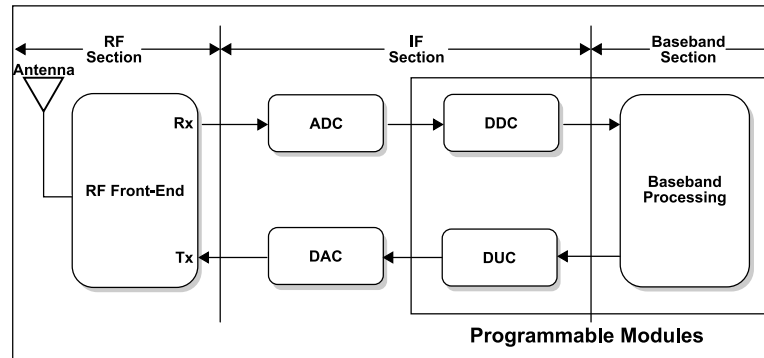 RF
Section
IF
Section
Baseband
Section
Antenna
Rx
ADC
DDC
RF Front-End
Baseband
Processing
Tx
DAC
DUC
Programmable Modules